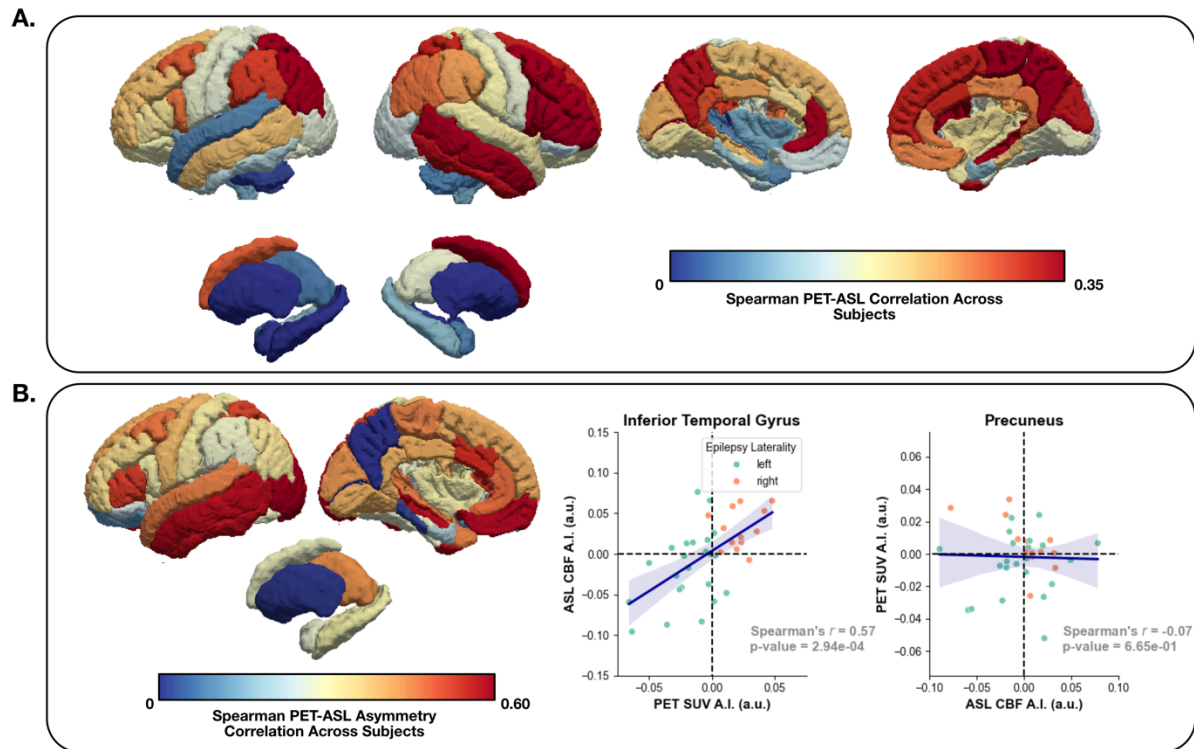 A.
0
0.35
Spearman PET-ASL Correlation Across
Subjects
B.
0
0.60
Spearman PET-ASL Asymmetry
Correlation Across Subjects
Inferior Temporal Gyrus
Epilepsy Laterality
left
right
0.15
0.10
0.05
0.00
-0.05
-0.10
-0.15
ASL CBF A.I. (a.u.)
Spearman's r = 0.57
p-value = 2.94e-04
-0.05
0.00
0.05
PET SUV A.I. (a.u.)
Precuneus
0.06
0.04
0.02
0.00
-0.02
-0.04
-0.06
PET SUV A.I. (a.u.)
Spearman's r = -0.07
p-value = 6.65e-01
-0.10
-0.05
0.00
0.05
0.10
ASL CBF A.I. (a.u.)